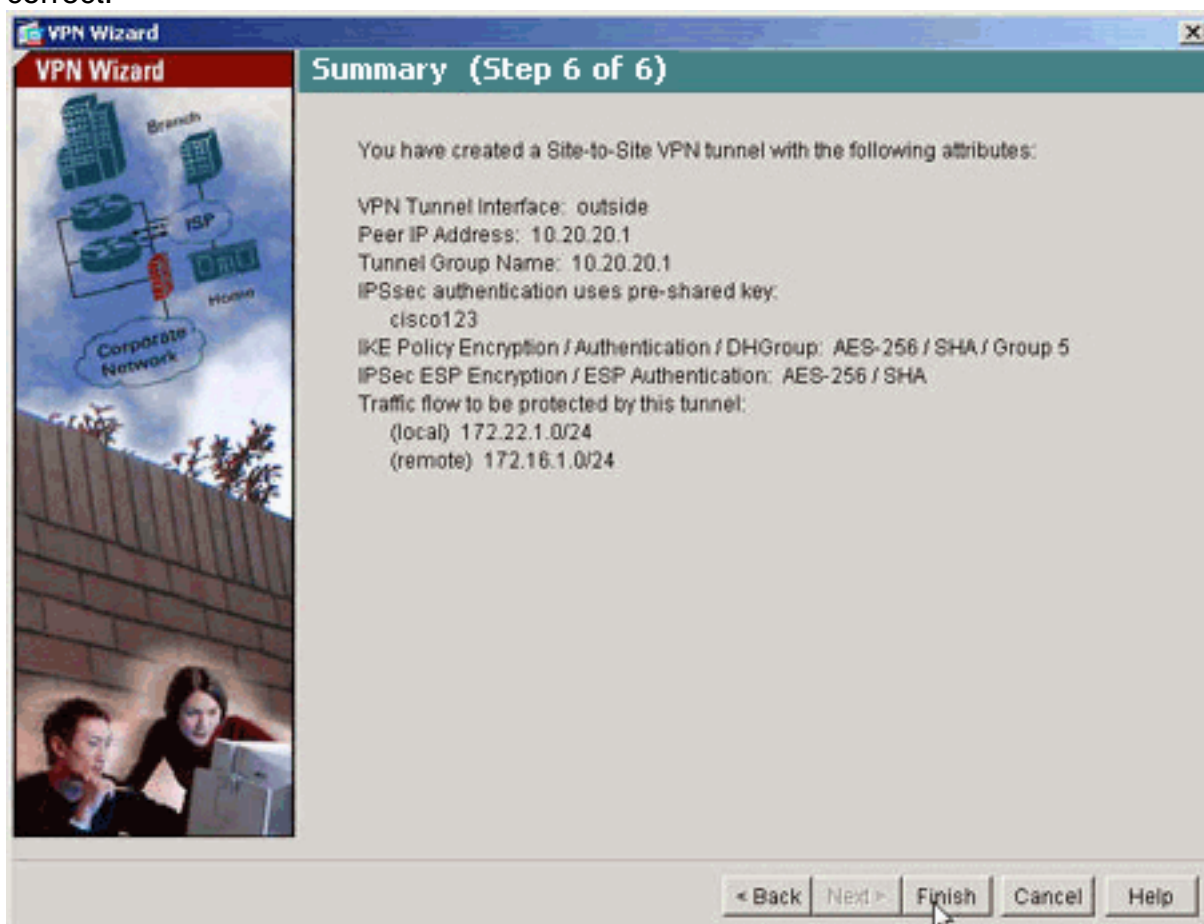 correct.
VPN Wizard
VPN Wizard
Summary (Step 6 of 6)
Branch
ISP
Home
Corporate
Network
You have created a Site-to-Site VPN tunnel with the following attributes:
VPN Tunnel Interface: outside
Peer IP Address: 10.20.20.1
Tunnel Group Name: 10.20.20.1
IPSsec authentication uses pre-shared key:
cisco123
IKE Policy Encryption / Authentication / DHGroup: AES-256 / SHA / Group 5
IPSec ESP Encryption / ESP Authentication: AES-256 / SHA
Traffic flow to be protected by this tunnel:
(local) 172.22.1.0/24
(remote) 172.16.1.0/24
< Back Next > Finish Cancel Help